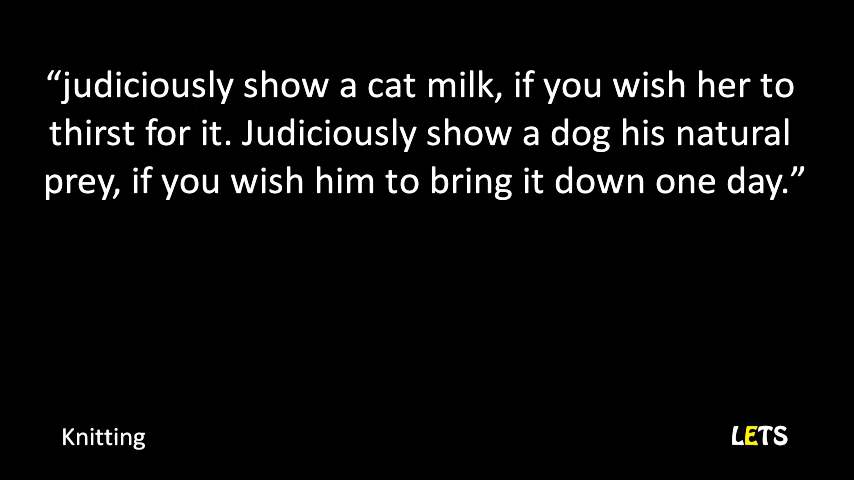 “judiciously show a cat milk, if you wish her to
thirst for it. Judiciously show a dog his natural
prey, if you wish him to bring it down one day.”
Knitting
LETS